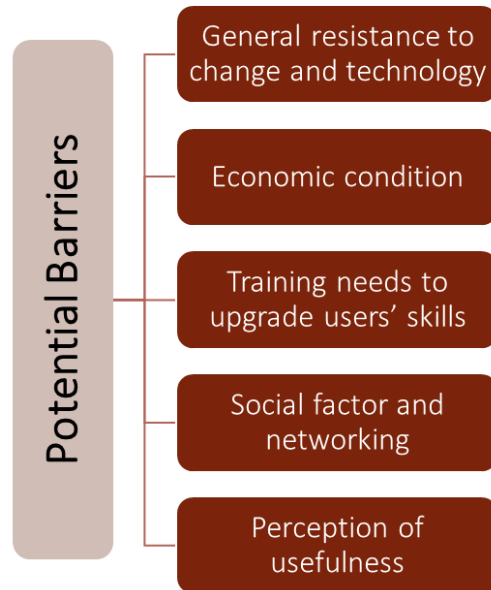 Potential Barriers
General resistance to
change and technology
Economic condition
Training needs to
upgrade users’ skills
Social factor and
networking
Perception of
usefulness